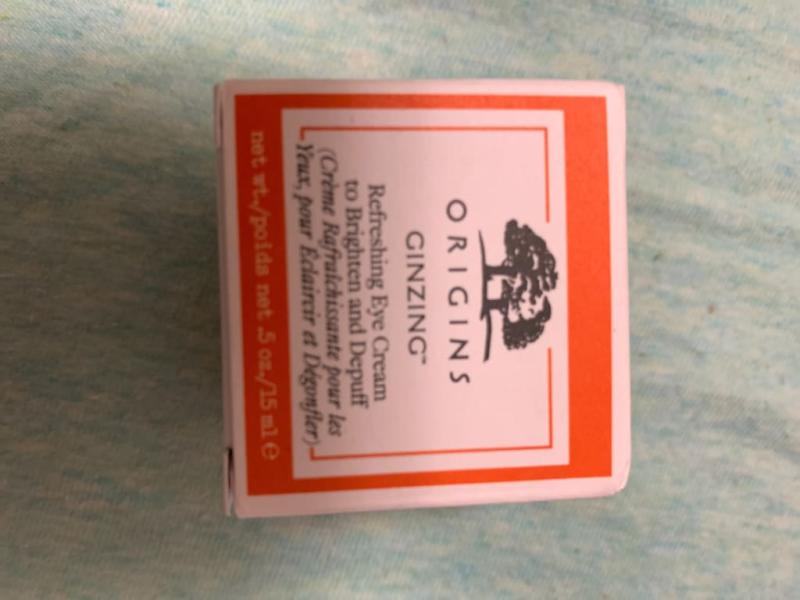 ORIGINS
GINZING™
Refreshing Eye Cream
to Brighten and Depuff
(Crème Rafraîchissante pour les
Yeux, pour Eclaircir et Dégonfler)
net wt./poids net .5 oz./15 ml ℮